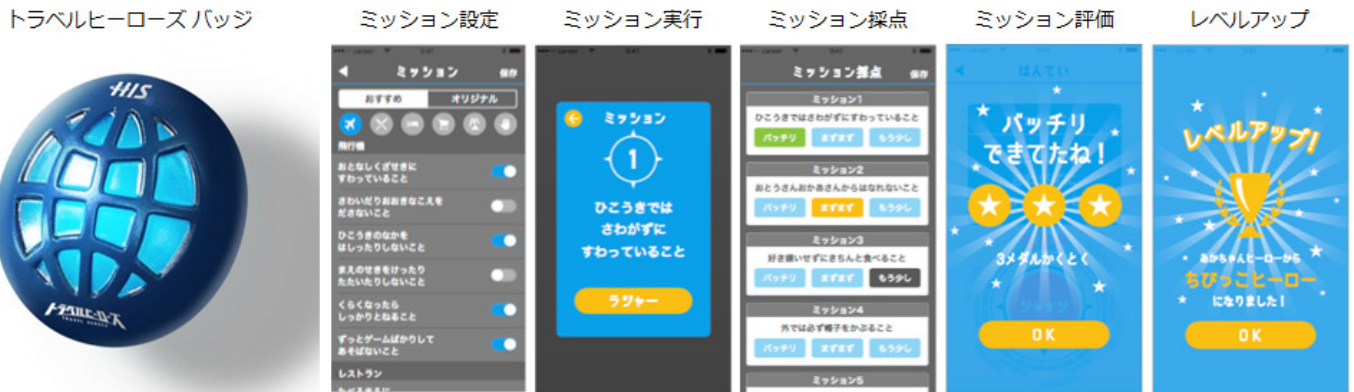 トラベルヒーローズ バッジ
ミッション設定
ミッション実行
ミッション採点
ミッション評価
レベルアップ
HIS
トラベルヒーローズ
TRAVEL HEROES
9:41
ミッション
保存
おすすめ
オリジナル
飛行機
おとなしくざせきに
すわっていること
さわいだりおおきなこえを
ださないこと
ひこうきのなかを
はしったりしないこと
まえのせきをけったり
たたいたりしないこと
くらくなったら
しっかりとねること
ずっとゲームばかりして
あそばないこと
レストラン
9:41
ミッション
1
ひこうきでは
さわがずに
すわっていること
ラジャー
9:41
ミッション採点
保存
ミッション1
ひこうきではさわがずにすわっていること
バッチリ
まずまず
もう少し
ミッション2
おとうさんおかあさんからはなれないこと
バッチリ
まずまず
もう少し
ミッション3
好き嫌いせずにきちんと食べること
バッチリ
まずまず
もう少し
ミッション4
外では必ず帽子をかぶること
バッチリ
まずまず
もう少し
ミッション5
はんてい
バッチリ
できてたね！
3メダルかくとく
OK
レベルアップ！
あかちゃんヒーローから
ちびっこヒーロー
になりました！
OK